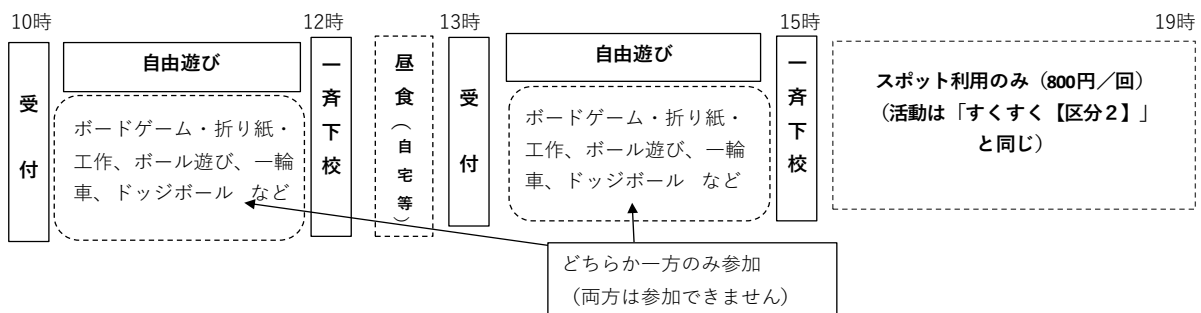 10時
12時
13時
15時
19時
受付
自由遊び
ボードゲーム・折り紙・
工作、ボール遊び、一輪
車、ドッジボール　など
一斉下校
昼食（自宅等）
受付
自由遊び
ボードゲーム・折り紙・
工作、ボール遊び、一輪
車、ドッジボール　など
一斉下校
スポット利用のみ（800円／回）
（活動は「すくすく【区分２】」
と同じ）
どちらか一方のみ参加
（両方は参加できません）